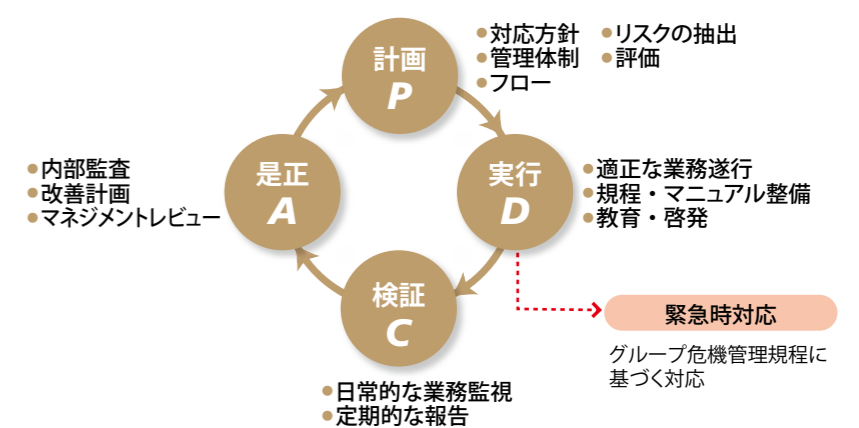 計画
P
●対応方針 ●リスクの抽出
●管理体制 ●評価
●フロー
実行
D
●適正な業務遂行
●規程・マニュアル整備
●教育・啓発
緊急時対応
グループ危機管理規程に
基づく対応
検証
C
●日常的な業務監視
●定期的な報告
是正
A
●内部監査
●改善計画
●マネジメントレビュー